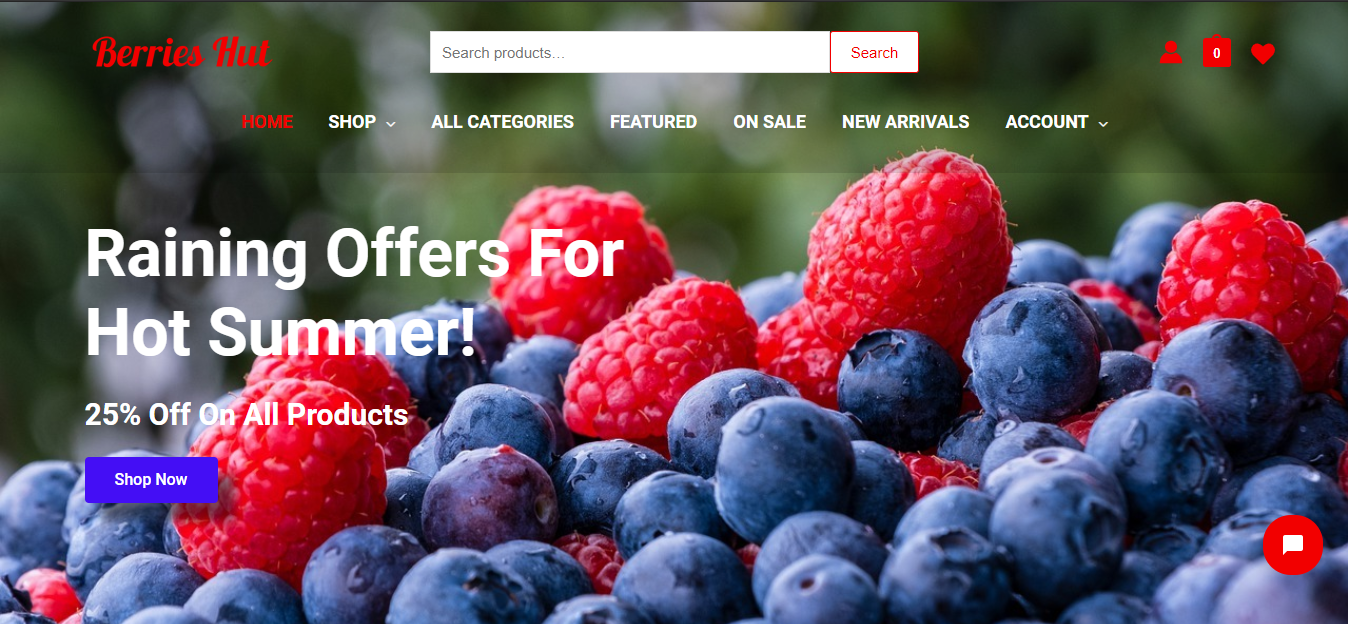 Berries Hut
Search products...
Search
0
HOME SHOP ALL CATEGORIES FEATURED ON SALE NEW ARRIVALS ACCOUNT
Raining Offers For
Hot Summer!
25% Off On All Products
Shop Now